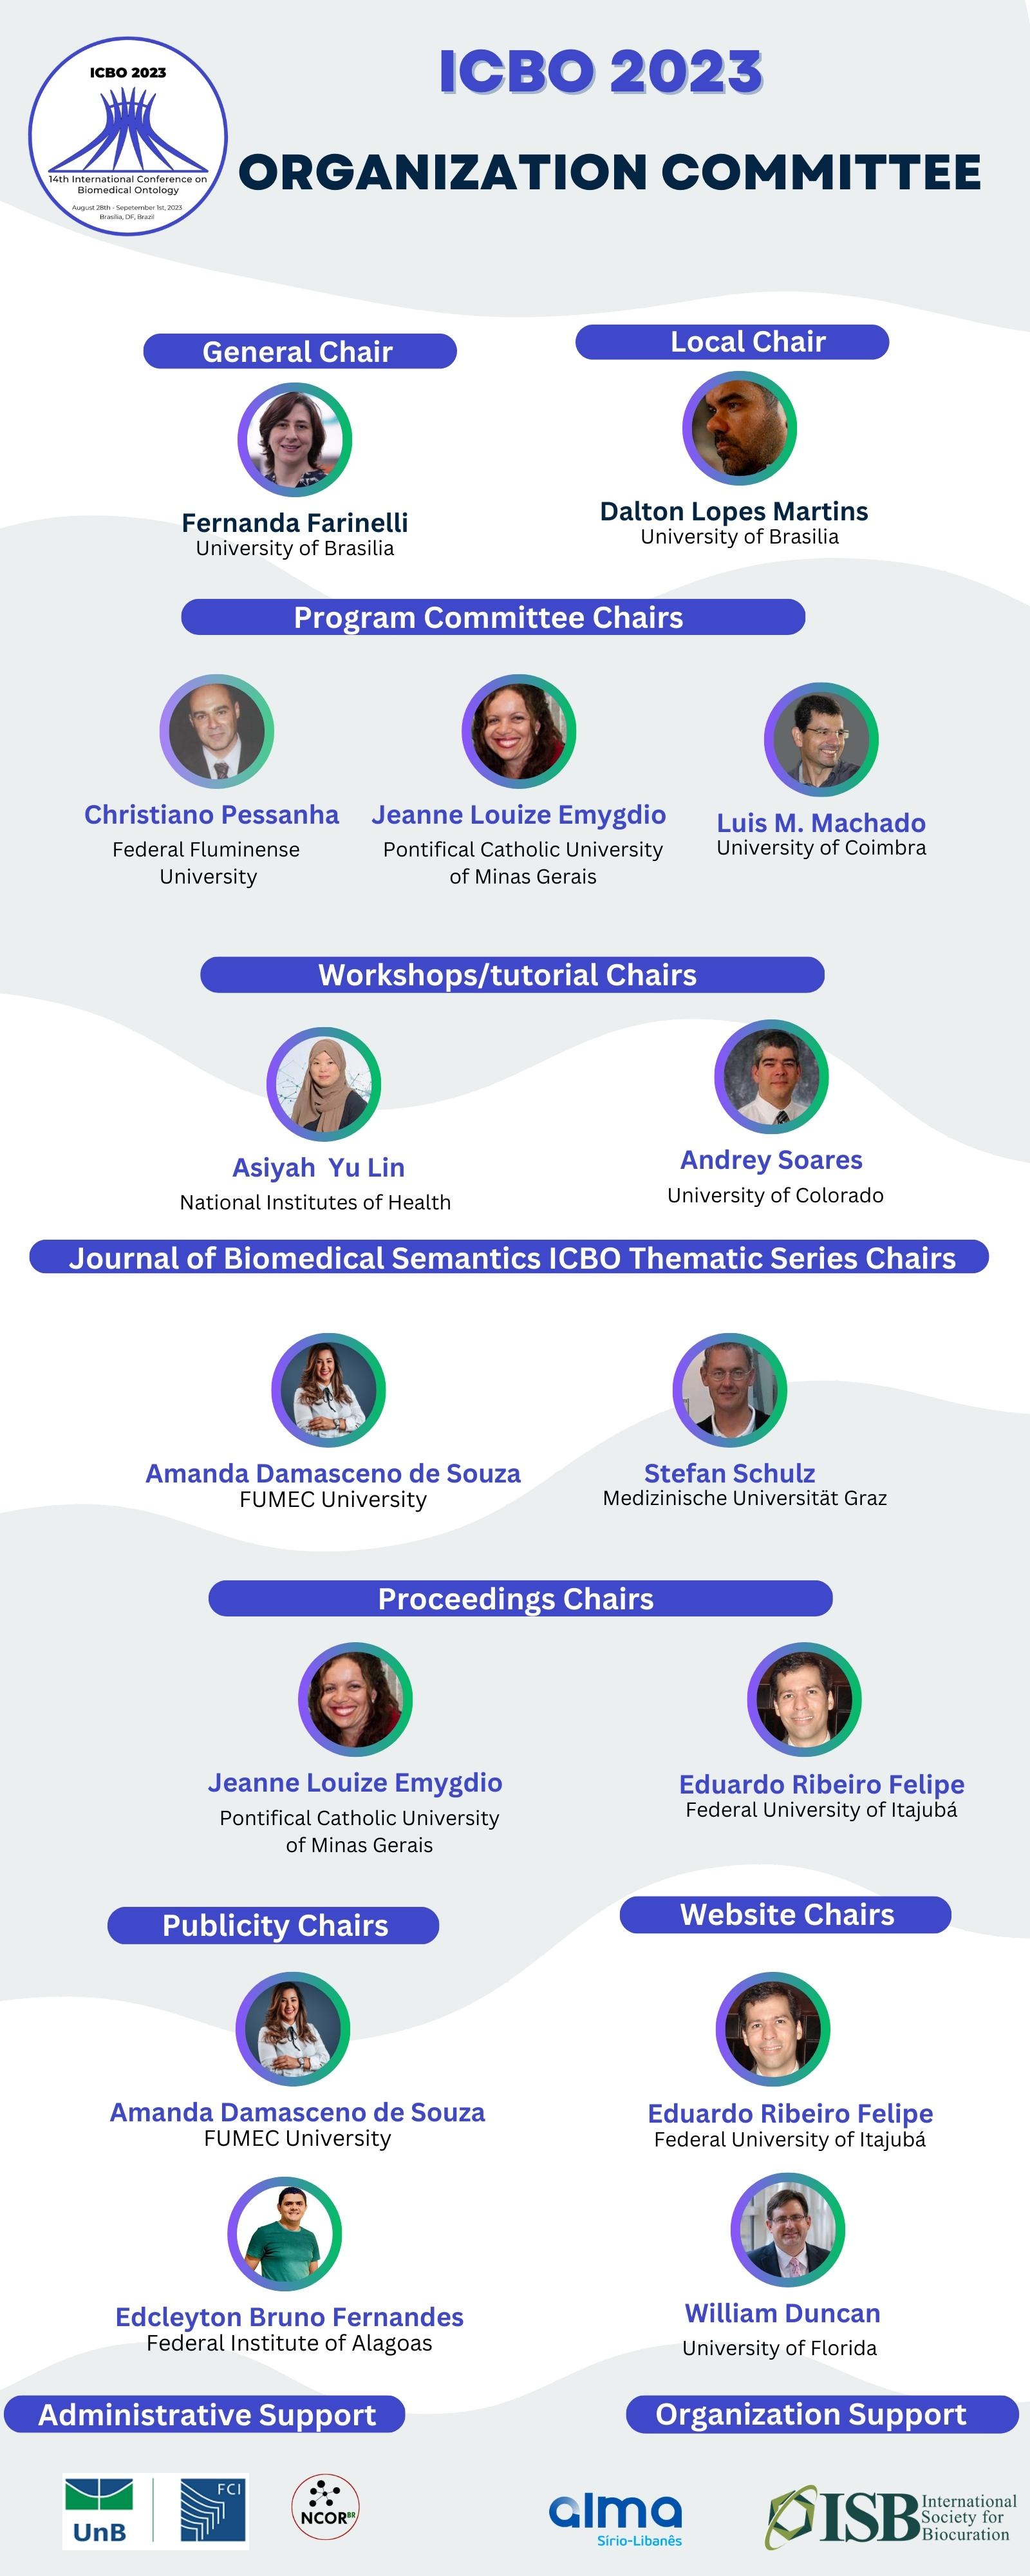 ICBO 2023
14th International Conference on
Biomedical Ontology
August 28th - Sepetember 1st, 2023
Brasilia, DF, Brazil
ICBO 2023
ORGANIZATION COMMITTEE
General Chair
Fernanda Farinelli
University of Brasilia
Local Chair
Dalton Lopes Martins
University of Brasilia
Program Committee Chairs
Christiano Pessanha
Federal Fluminense
University
Jeanne Louize Emygdio
Pontifical Catholic University
of Minas Gerais
Luis M. Machado
University of Coimbra
Workshops/tutorial Chairs
Asiyah Yu Lin
National Institutes of Health
Andrey Soares
University of Colorado
Journal of Biomedical Semantics ICBO Thematic Series Chairs
Amanda Damasceno de Souza
FUMEC University
Stefan Schulz
Medizinische Universität Graz
Proceedings Chairs
Jeanne Louize Emygdio
Pontifical Catholic University
of Minas Gerais
Eduardo Ribeiro Felipe
Federal University of Itajubá
Publicity Chairs
Amanda Damasceno de Souza
FUMEC University
Edcleyton Bruno Fernandes
Federal Institute of Alagoas
Website Chairs
Eduardo Ribeiro Felipe
Federal University of Itajubá
William Duncan
University of Florida
Administrative Support
UnB
FCI
NCOR BR
Organization Support
alma
Sírio-Libanês
ISB
International
Society for
Biocuration